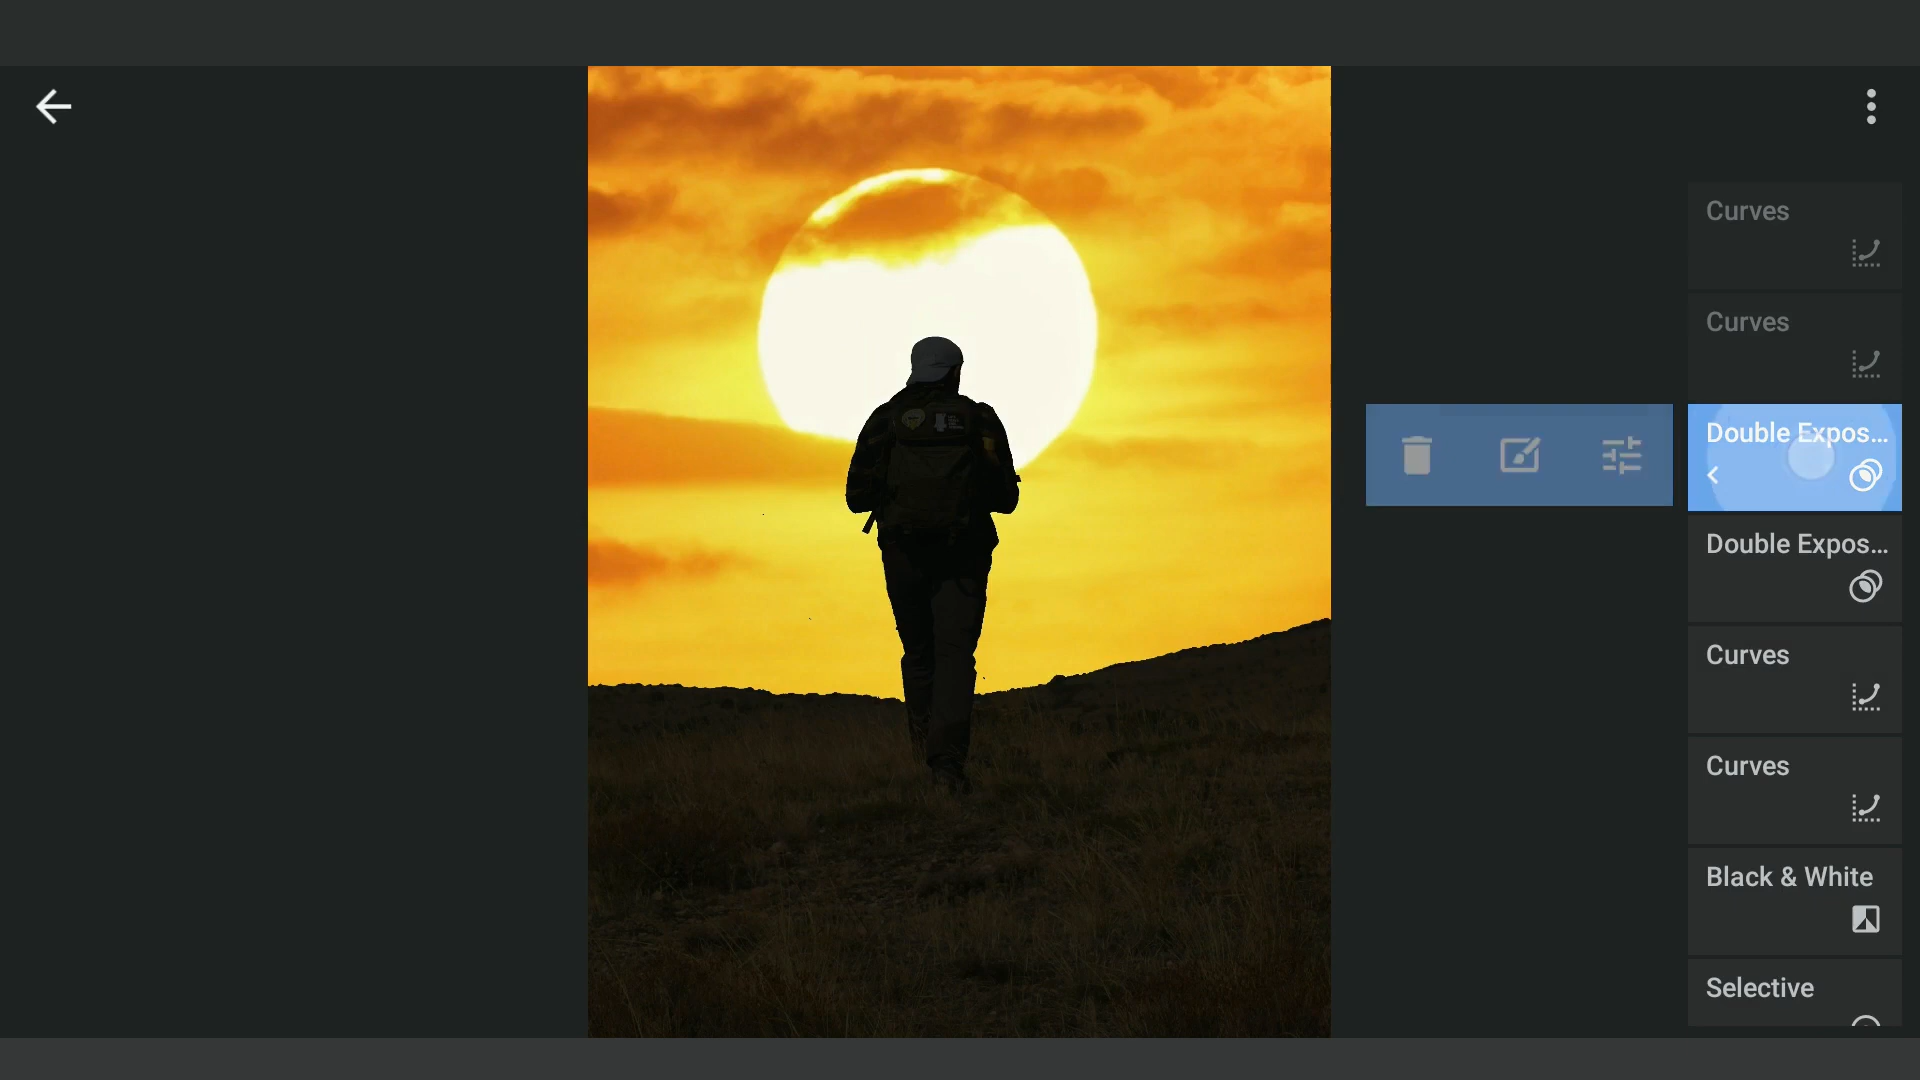 Curves
Curves
Double Expos...
Double Expos...
Curves
Curves
Black & White
Selective